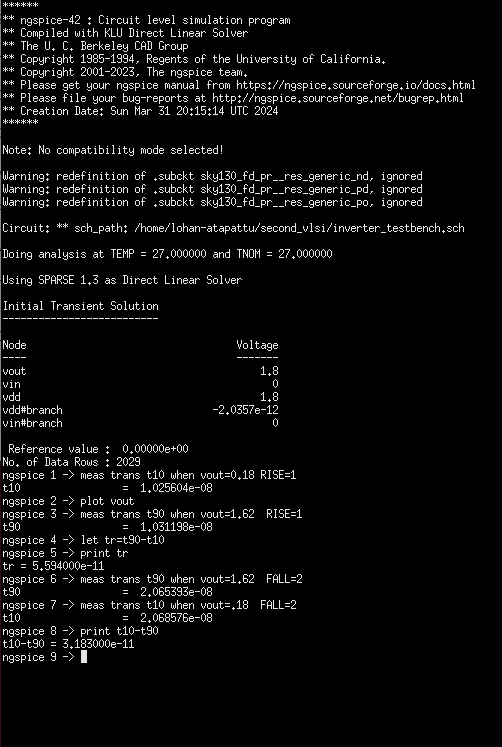 ******
** ngspice-42 : Circuit level simulation program
** Compiled with KLU Direct Linear Solver
** The U. C. Berkeley CAD Group
** Copyright 1985-1994, Regents of the University of California.
** Copyright 2001-2023, The ngspice team.
** Please get your ngspice manual from https://ngspice.sourceforge.io/docs.html
** Please file your bug-reports at http://ngspice.sourceforge.net/bugrep.html
** Creation Date: Sun Mar 31 20:15:14 UTC 2024
******
Note: No compatibility mode selected!
Warning: redefinition of .subckt sky130_fd_pr__res_generic_nd, ignored
Warning: redefinition of .subckt sky130_fd_pr__res_generic_pd, ignored
Warning: redefinition of .subckt sky130_fd_pr__res_generic_po, ignored
Circuit: ** sch_path: /home/lohan-atapattu/second_vlsi/inverter_testbench.sch
Doing analysis at TEMP = 27.000000 and TNOM = 27.000000
Using SPARSE 1.3 as Direct Linear Solver
Initial Transient Solution
--------------------------
Node Voltage
---- -------
vout 1.8
vin 0
vdd 1.8
vdd#branch -2.0357e-12
vin#branch 0
Reference value : 0.00000e+00
No. of Data Rows : 2029
ngspice 1 -> meas trans t10 when vout=0.18 RISE=1
t10 = 1.025604e-08
ngspice 2 -> plot vout
ngspice 3 -> meas trans t90 when vout=1.62 RISE=1
t90 = 1.031198e-08
ngspice 4 -> let tr=t90-t10
ngspice 5 -> print tr
tr = 5.594000e-11
ngspice 6 -> meas trans t90 when vout=1.62 FALL=2
t90 = 2.065393e-08
ngspice 7 -> meas trans t10 when vout=.18 FALL=2
t10 = 2.068576e-08
ngspice 8 -> print t10-t90
t10-t90 = 3.183000e-11
ngspice 9 ->